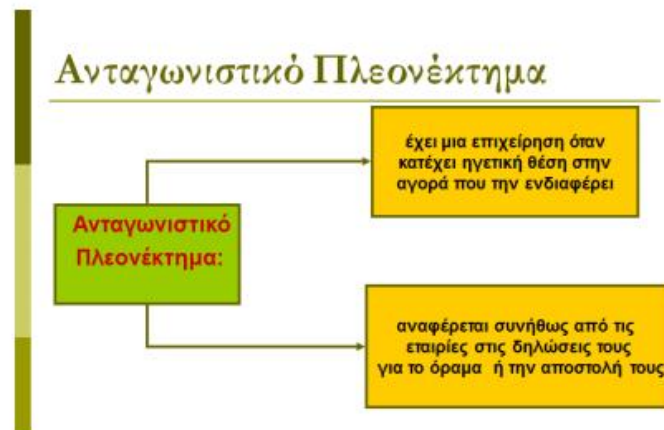 Ανταγωνιστικό Πλεονέκτημα
έχει μια επιχείρηση όταν
κατέχει ηγετική θέση στην
αγορά που την ενδιαφέρει
Ανταγωνιστικό
Πλεονέκτημα:
αναφέρεται συνήθως από τις
εταιρίες στις δηλώσεις τους
για το όραμα ή την αποστολή τους